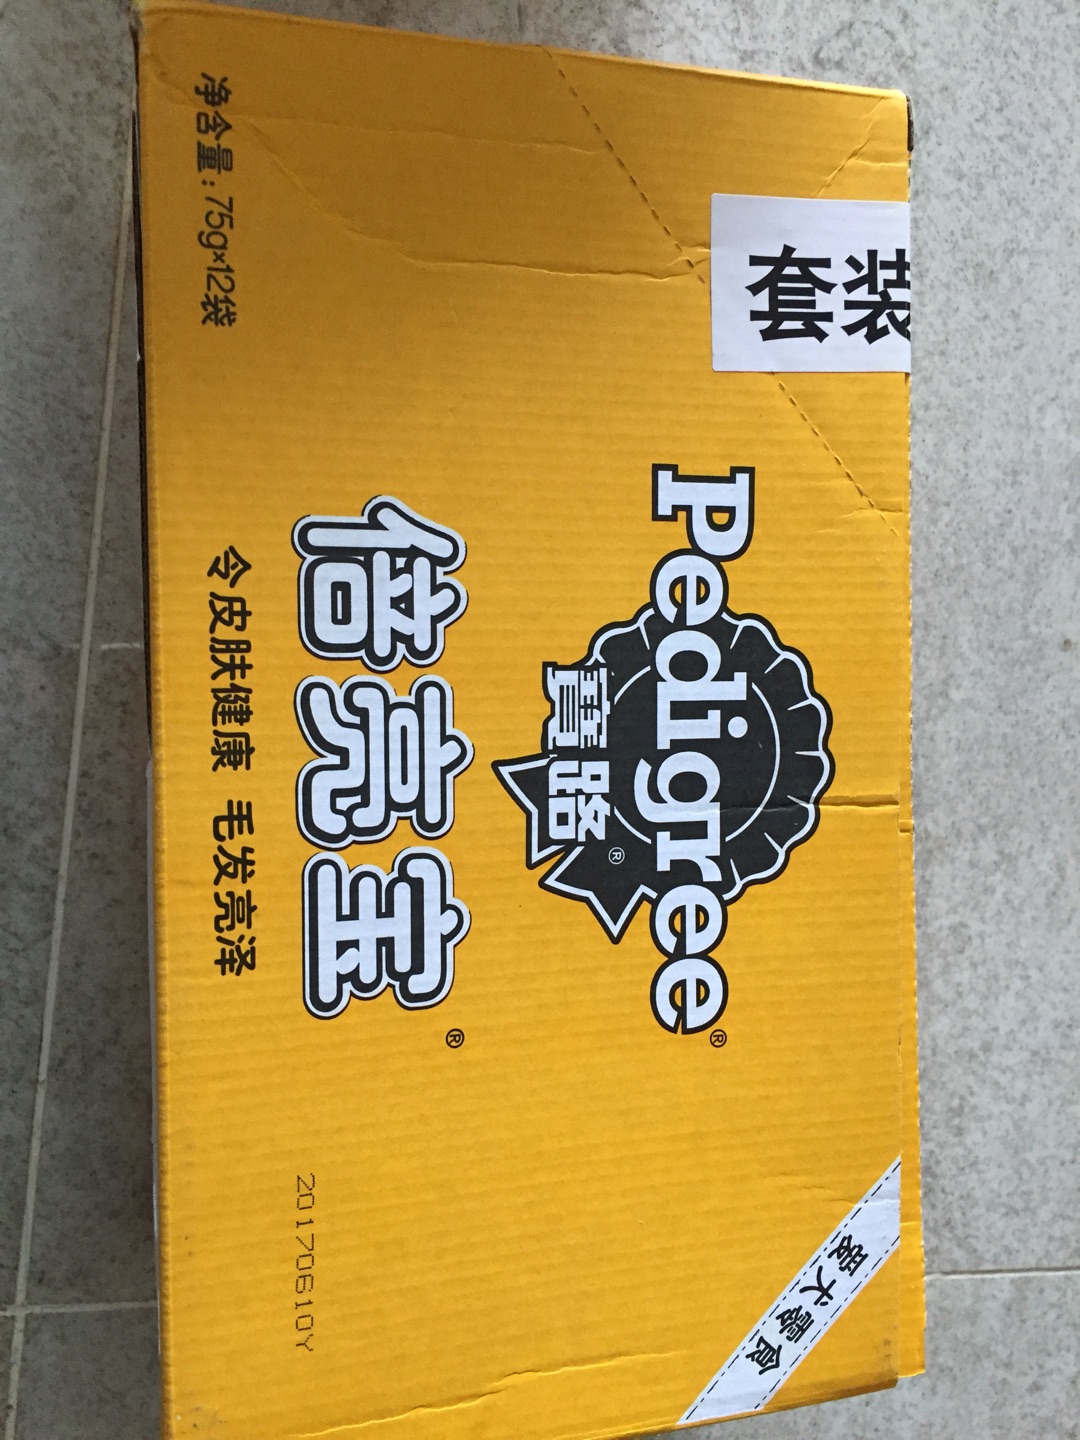 套装
Pedigree®
寶路®
倍亮宝®
令皮肤健康 毛发亮泽
净含量：75g×12袋
20170610Y
爱犬零食